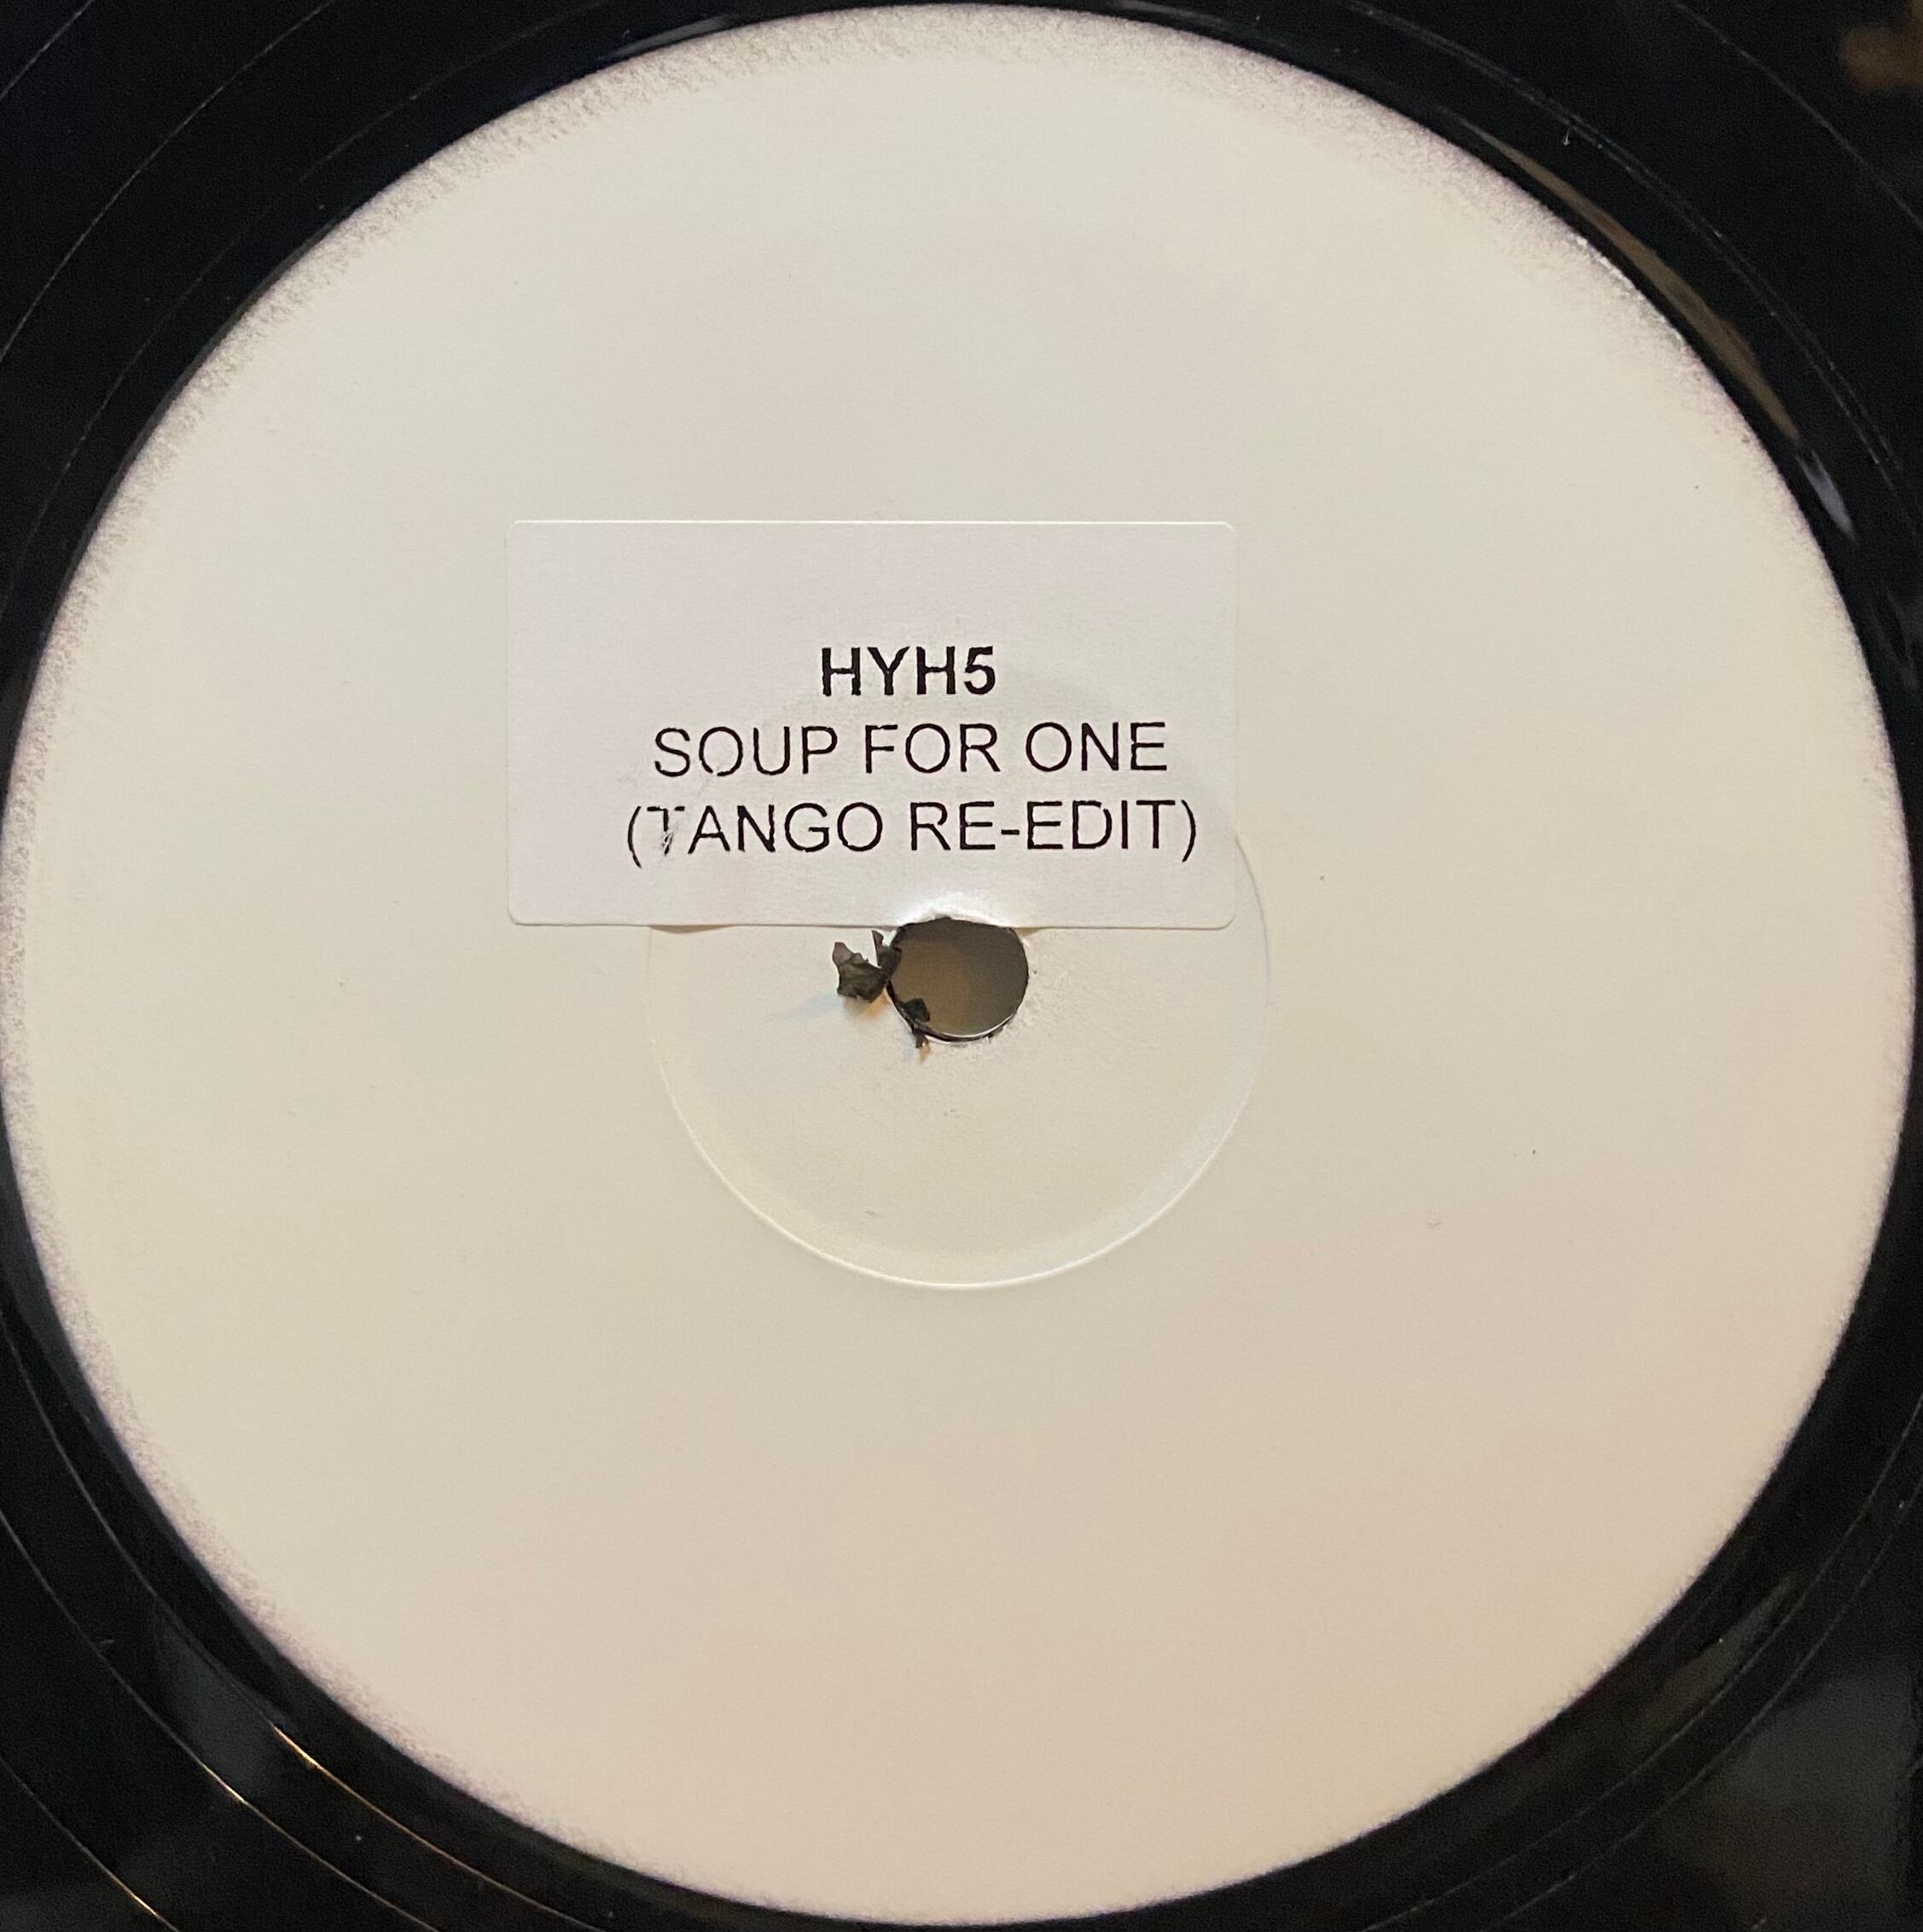 HYH5
SOUP FOR ONE
(TANGO RE-EDIT)